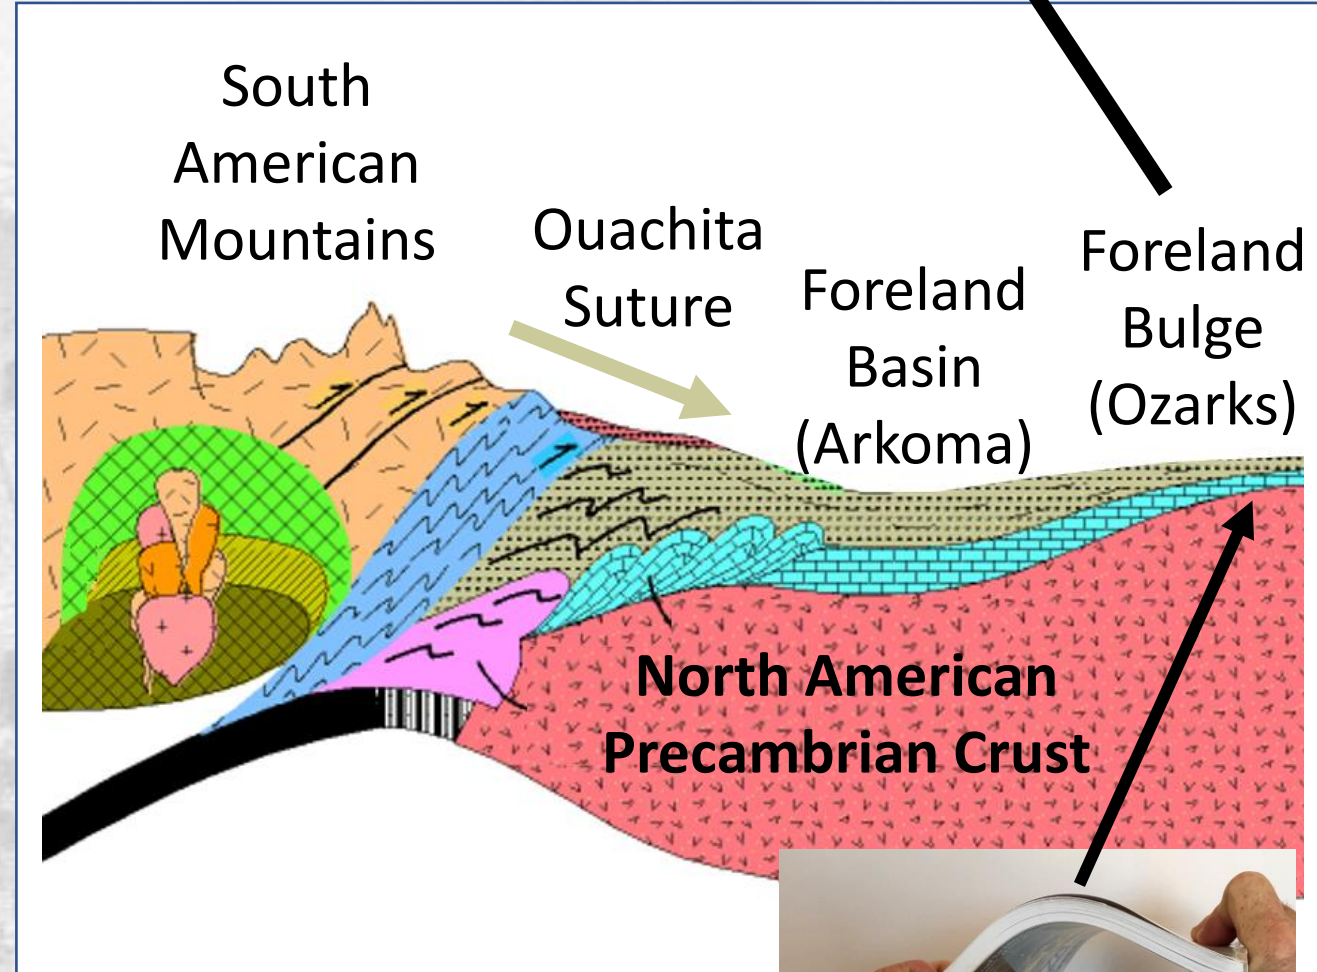 South
American
Mountains
Ouachita
Suture
Foreland
Basin
(Arkoma)
Foreland
Bulge
(Ozarks)
North American
Precambrian Crust